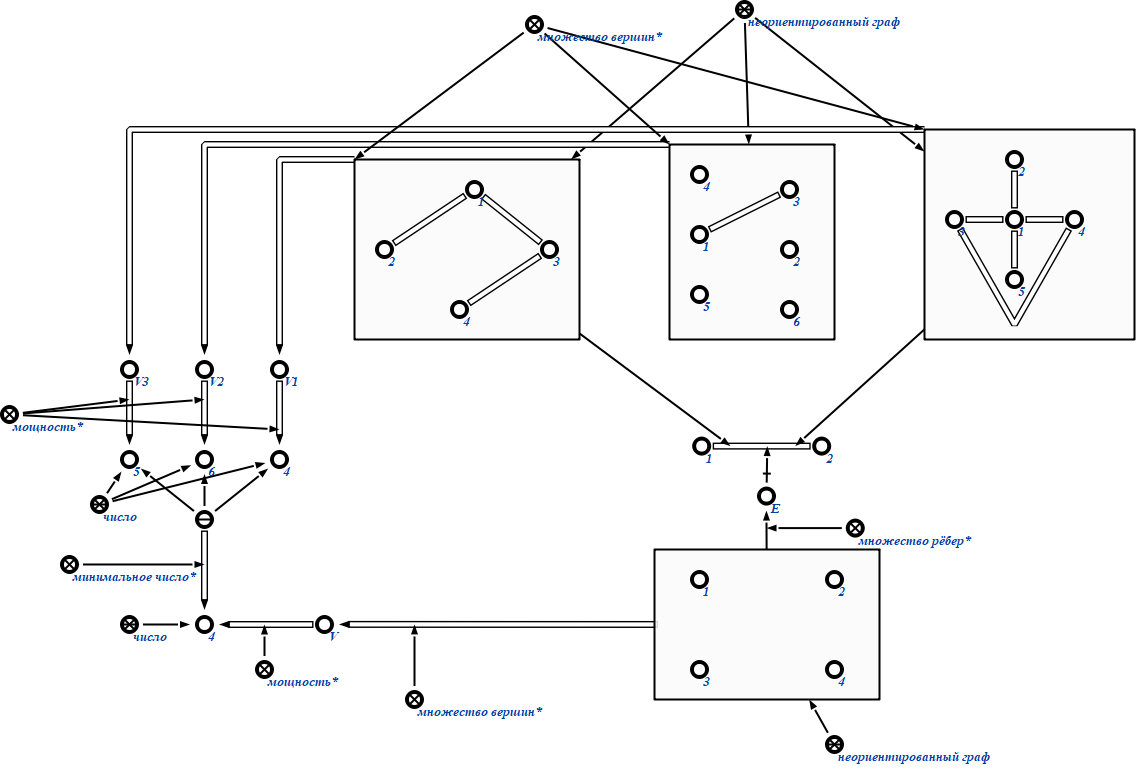 неориентированный граф
множество вершин*
2
3
1
4
1
2
3
4
4
3
1
2
5
6
5
V3
V2
V1
мощность*
1
2
5
6
4
E
число
множество рёбер*
минимальное число*
1
2
число
4
V
3
4
мощность*
множество вершин*
неориентированный граф